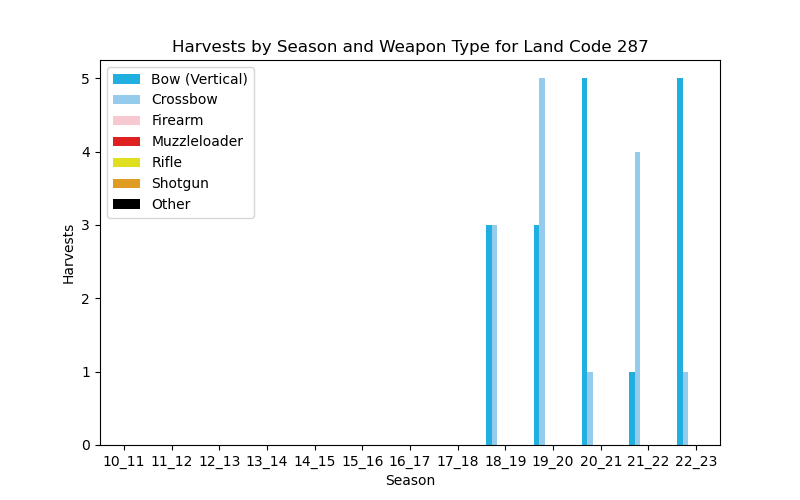 Harvests by Season and Weapon Type for Land Code 287
Bow (Vertical)
Crossbow
Firearm
Muzzleloader
Rifle
Shotgun
Other
5
4
3
2
1
0
Harvests
10_11 11_12 12_13 13_14 14_15 15_16 16_17 17_18 18_19 19_20 20_21 21_22 22_23
Season